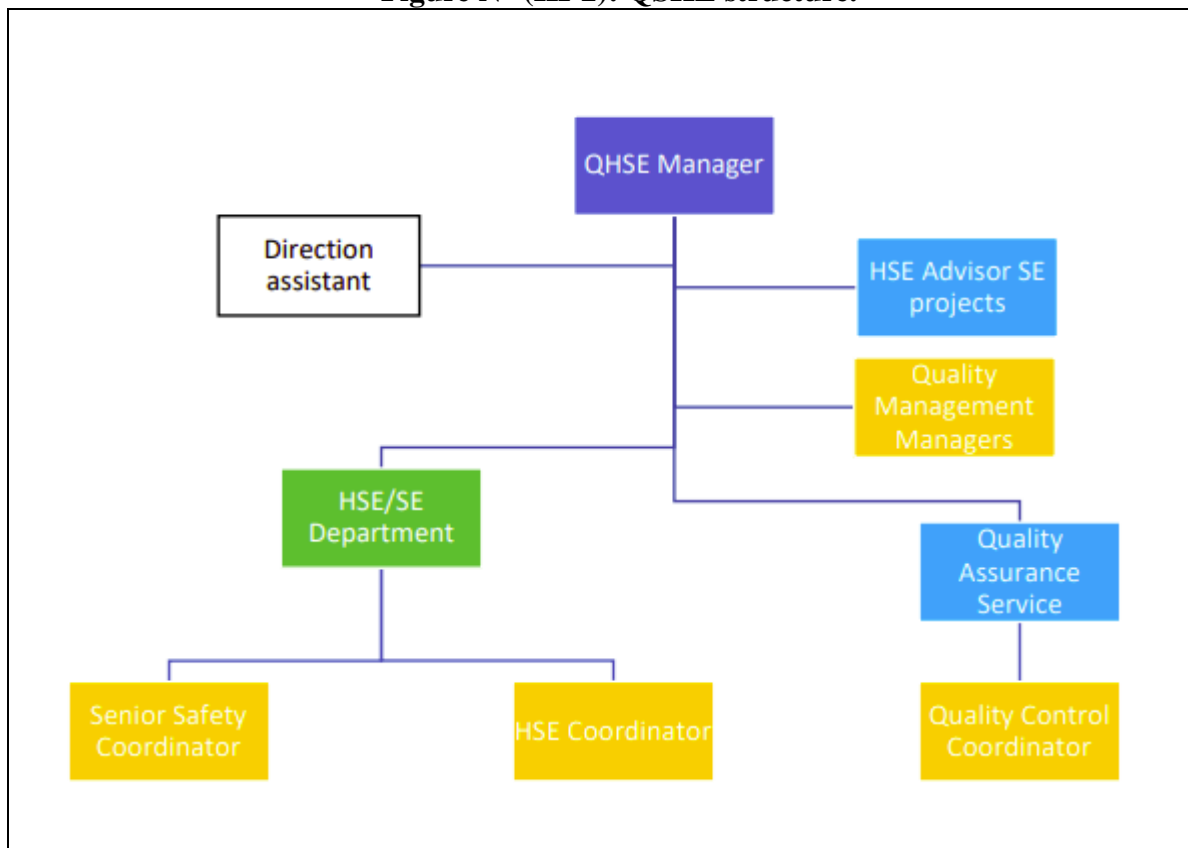 QHSE Manager
Direction
assistant
HSE Advisor SE
projects
Quality
Management
Managers
HSE/SE
Department
Quality
Assurance
Service
Senior Safety
Coordinator
HSE Coordinator
Quality Control
Coordinator